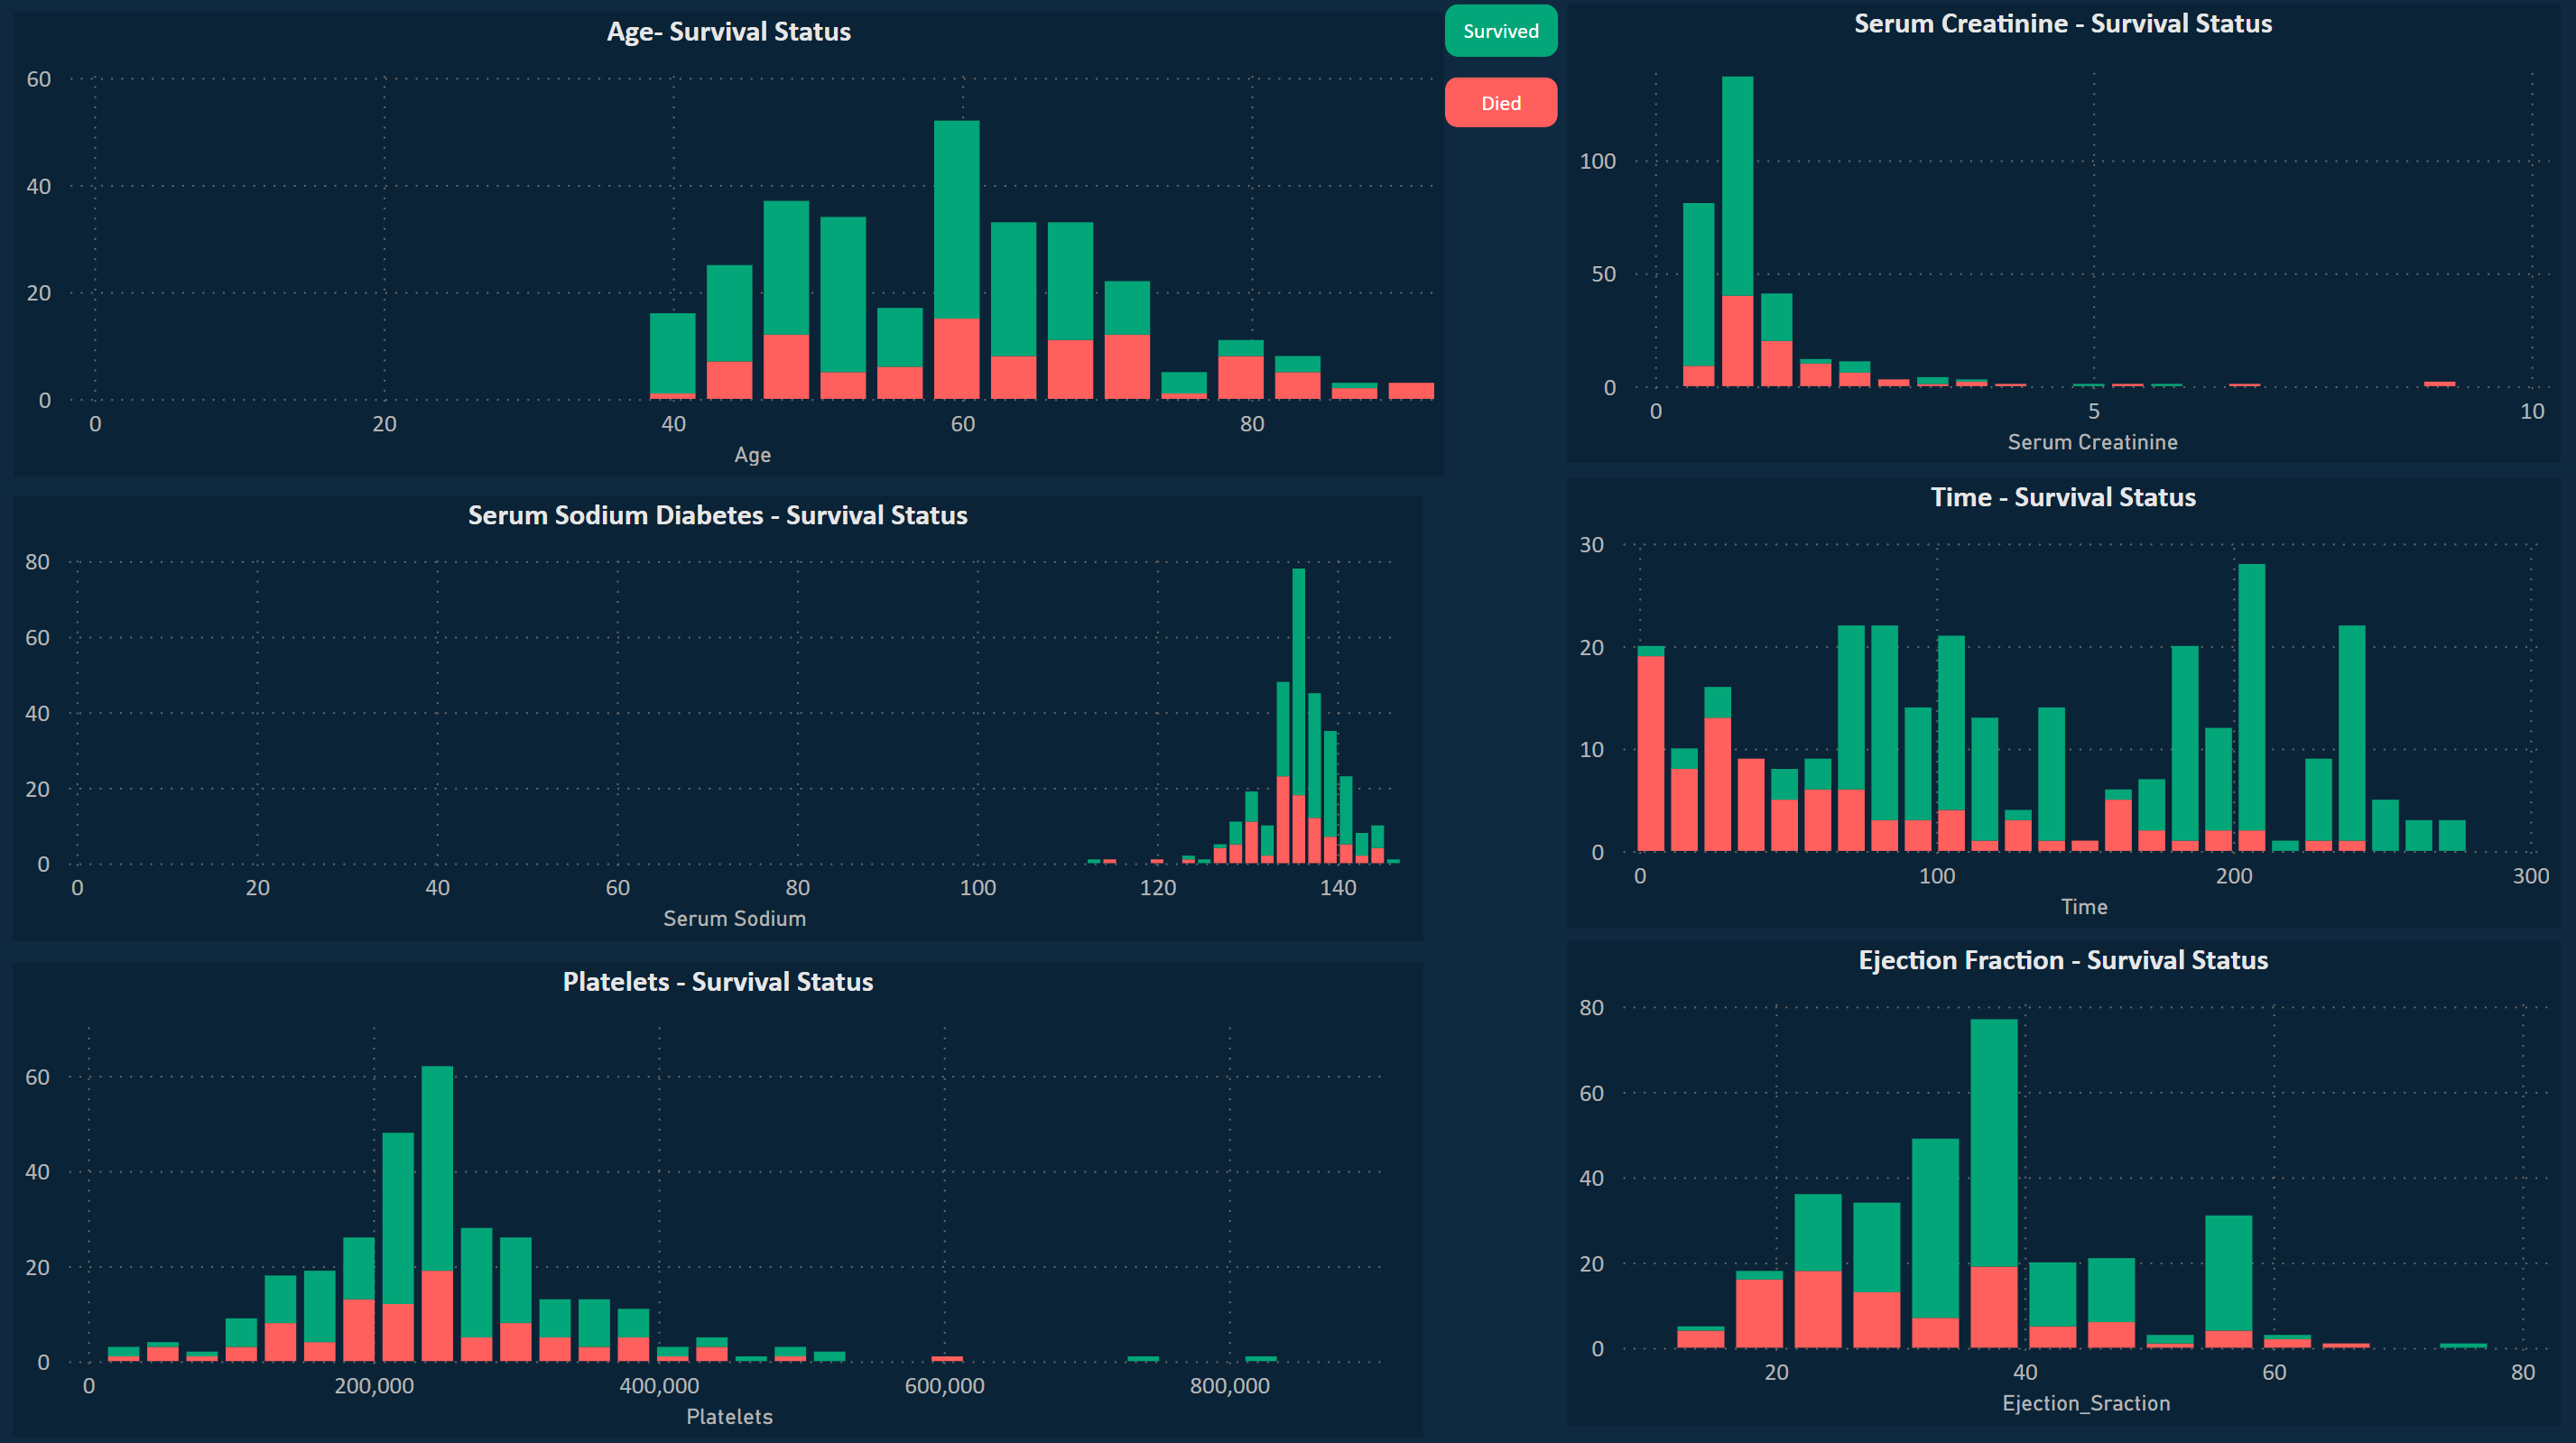 Age- Survival Status
60
40
20
0
0 20 40 60 80
Age
Survived
Died
Serum Creatinine - Survival Status
100
50
0
0 5 10
Serum Creatinine
Serum Sodium Diabetes - Survival Status
80
60
40
20
0
0 20 40 60 80 100 120 140
Serum Sodium
Time - Survival Status
30
20
10
0
0 100 200 300
Time
Platelets - Survival Status
60
40
20
0
0 200,000 400,000 600,000 800,000
Platelets
Ejection Fraction - Survival Status
80
60
40
20
0
20 40 60 80
Ejection_Sraction